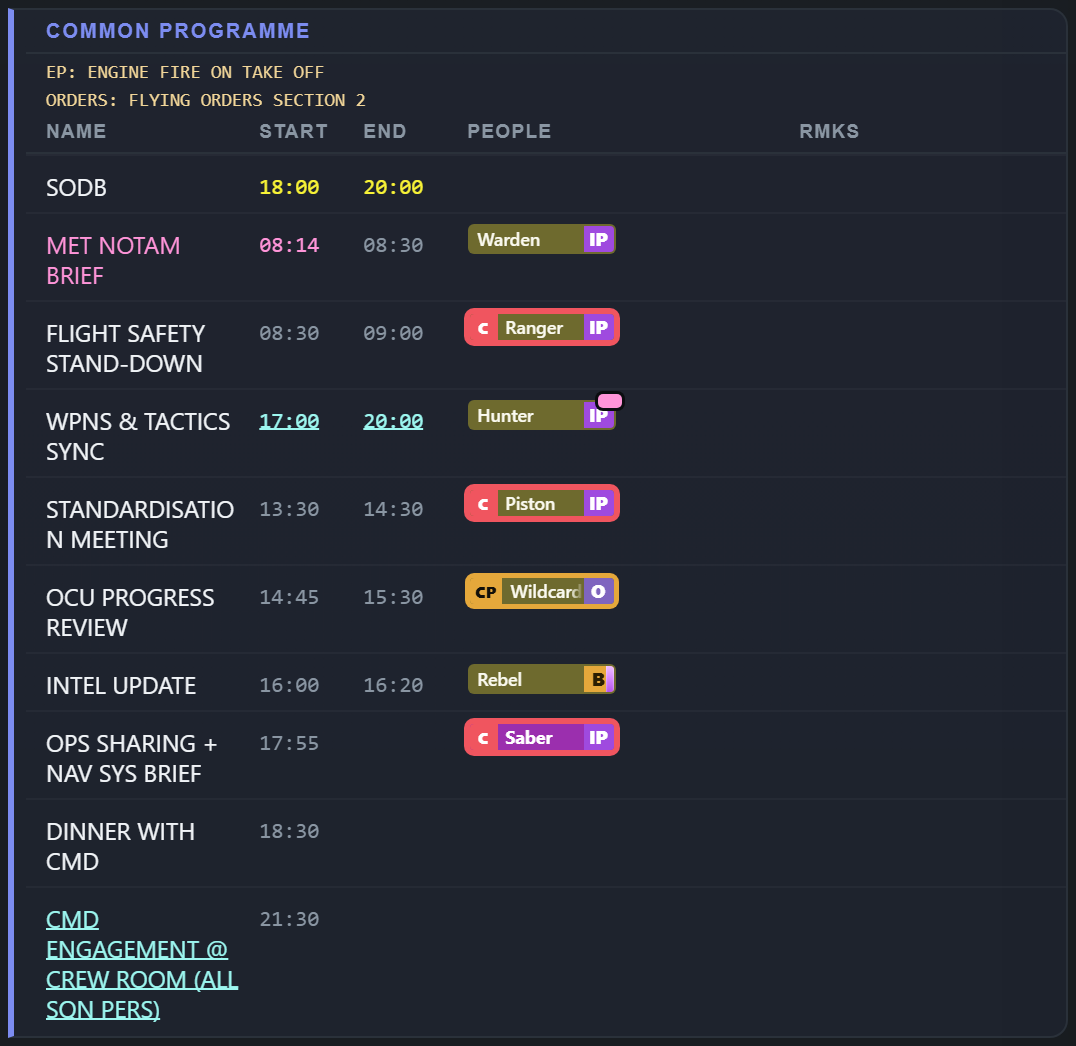 COMMON PROGRAMME
EP: ENGINE FIRE ON TAKE OFF
ORDERS: FLYING ORDERS SECTION 2
NAME START END PEOPLE RMKS
SODB 18:00 20:00
MET NOTAM 08:14 08:30 Warden IP
BRIEF
FLIGHT SAFETY 08:30 09:00 C Ranger IP
STAND-DOWN
WPNS & TACTICS 17:00 20:00 Hunter IP
SYNC
STANDARDISATIO 13:30 14:30 C Piston IP
N MEETING
OCU PROGRESS 14:45 15:30 CP Wildcard O
REVIEW
INTEL UPDATE 16:00 16:20 Rebel B
OPS SHARING + 17:55 C Saber IP
NAV SYS BRIEF
DINNER WITH 18:30
CMD
CMD 21:30
ENGAGEMENT @
CREW ROOM (ALL
SQN PERS)